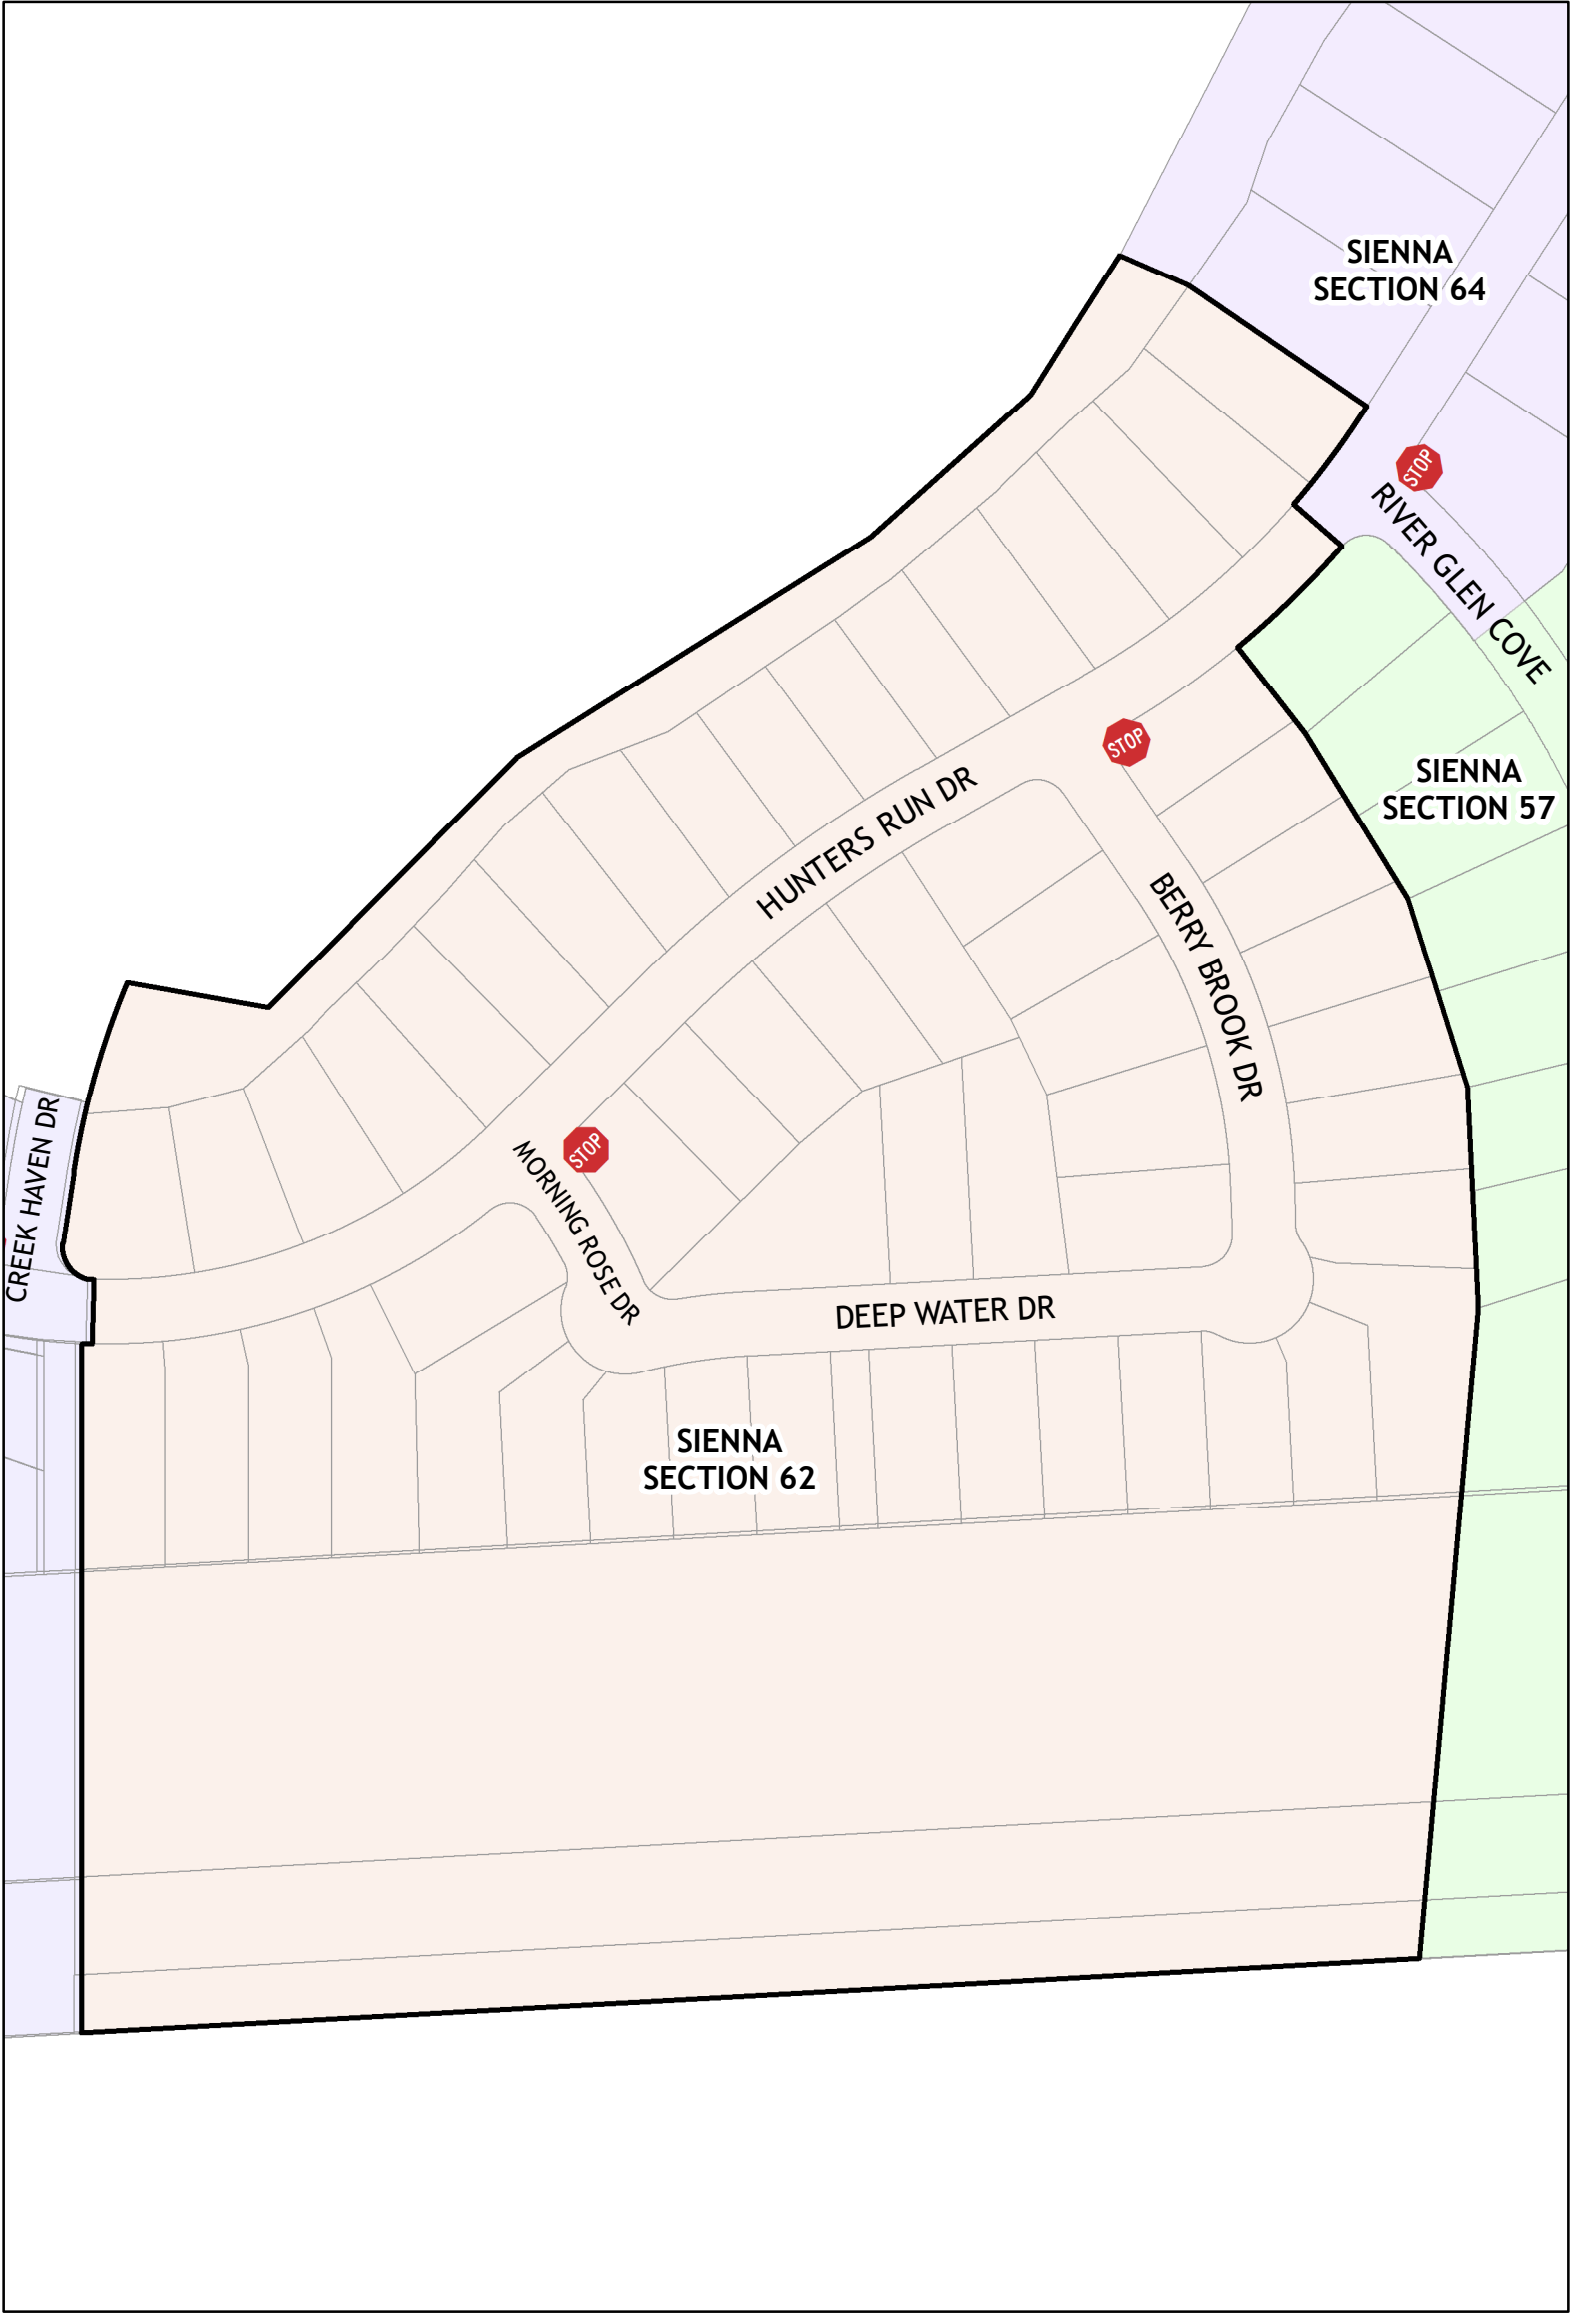 SIENNA
SECTION 64
STOP
RIVER GLEN COVE
STOP
SIENNA
SECTION 57
HUNTERS RUN DR
BERRY BROOK DR
CREEK HAVEN DR
STOP
MORNING ROSE DR
DEEP WATER DR
SIENNA
SECTION 62